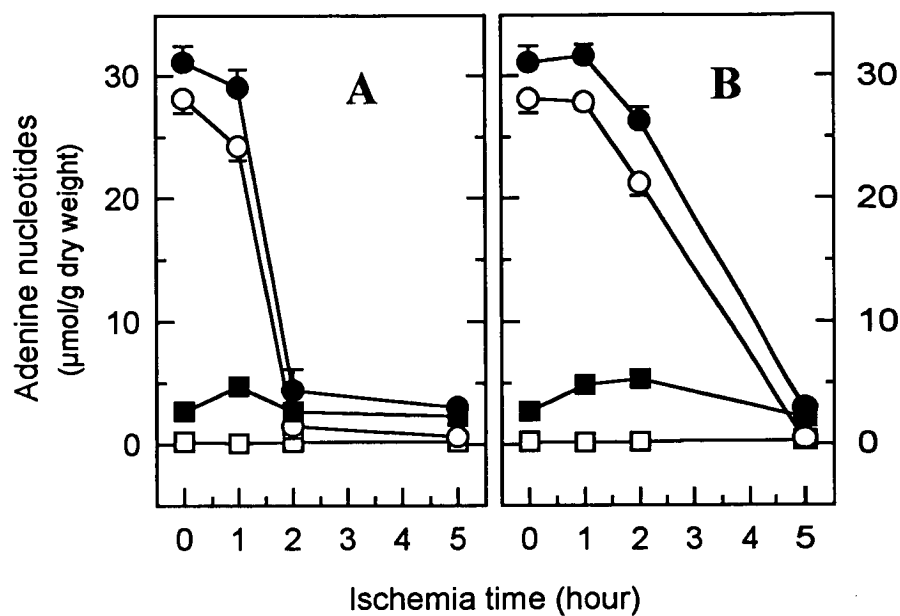 Adenine nucleotides
(μmol/g dry weight)
30
20
10
0
A
B
30
20
10
0
0 1 2 3 4 5
0 1 2 3 4 5
Ischemia time (hour)